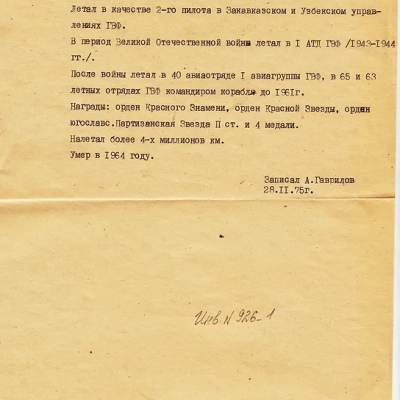 Летал в качестве 2-го пилота в Закавказском и Узбекском управ-
лениях ГВФ.
В период Великой Отечественной войны летал в I АТД ГВФ /1943-1944
гг./.
После войны летал в 40 авиаотряде I авиагруппы ГВФ, в 65 и 63
летных отрядах ГВФ командиром корабля до 1961г.
Награды: орден Красного Знамени, орден Красной Звезды, орден
югославс.Партизанская Звезда II ст. и 4 медали.
Налетал более 4-х миллионов км.
Умер в 1964 году.
Записал А.Гаврилов
28.II.75г.
Инв. N 926-1